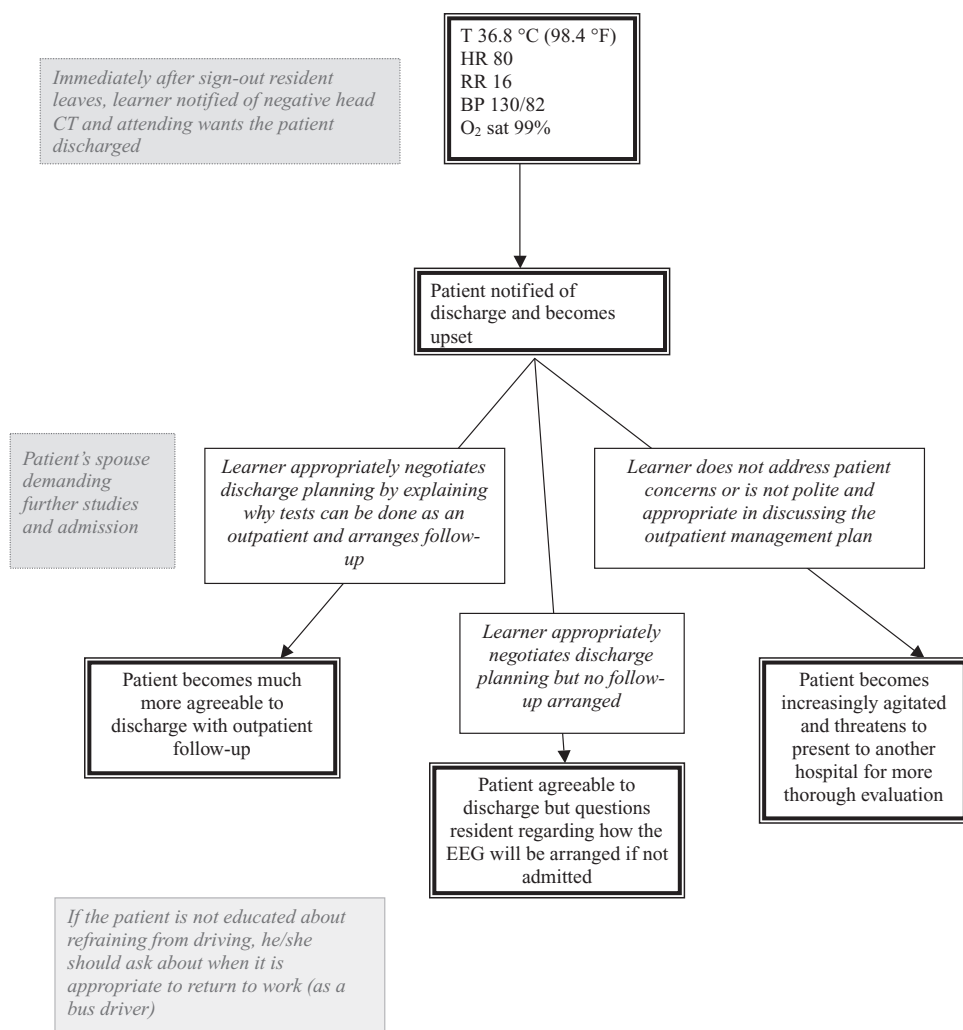 T 36.8 °C (98.4 °F)
HR 80
RR 16
BP 130/82
O₂ sat 99%
Immediately after sign-out resident
leaves, learner notified of negative head
CT and attending wants the patient
discharged
Patient notified of
discharge and becomes
upset
Patient's spouse
demanding
further studies
and admission
Learner appropriately negotiates
discharge planning by explaining
why tests can be done as an
outpatient and arranges follow-
up
Learner does not address patient
concerns or is not polite and
appropriate in discussing the
outpatient management plan
Learner appropriately
negotiates discharge
planning but no follow-
up arranged
Patient becomes much
more agreeable to
discharge with outpatient
follow-up
Patient becomes
increasingly agitated
and threatens to
present to another
hospital for more
thorough evaluation
Patient agreeable to
discharge but questions
resident regarding how the
EEG will be arranged if not
admitted
If the patient is not educated about
refraining from driving, he/she
should ask about when it is
appropriate to return to work (as a
bus driver)